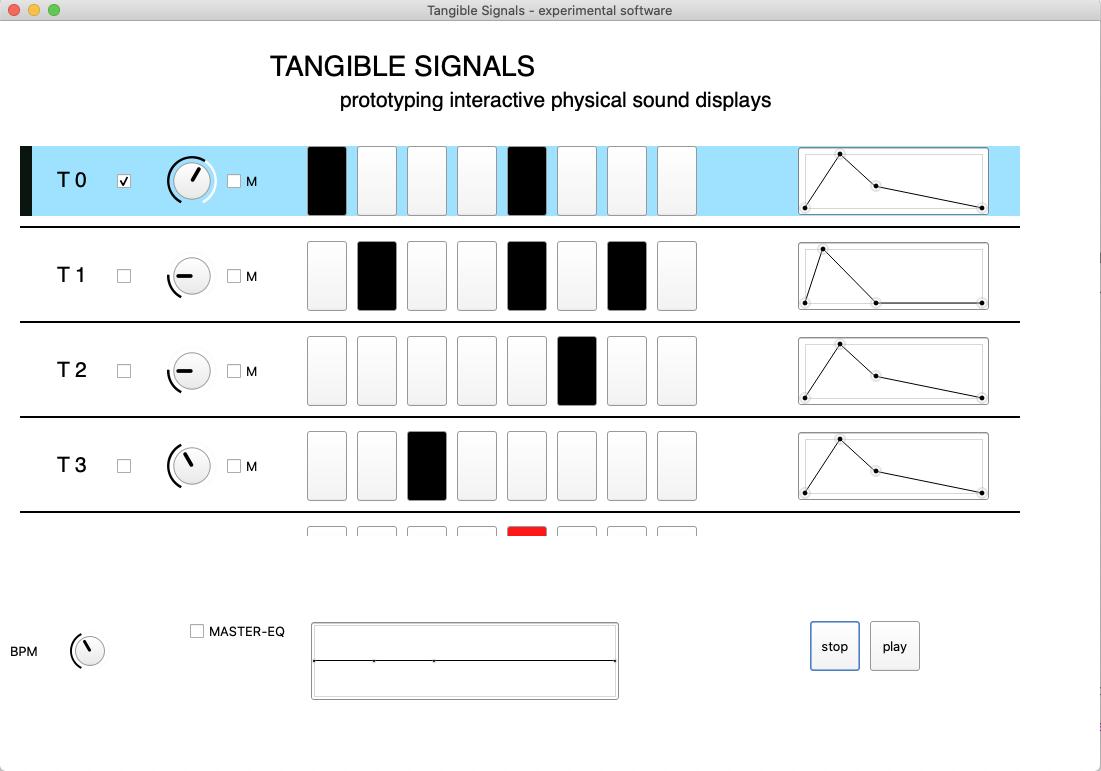 Tangible Signals - experimental software
TANGIBLE SIGNALS
prototyping interactive physical sound displays
T 0
M
T 1
M
T 2
M
T 3
M
BPM
MASTER-EQ
stop
play